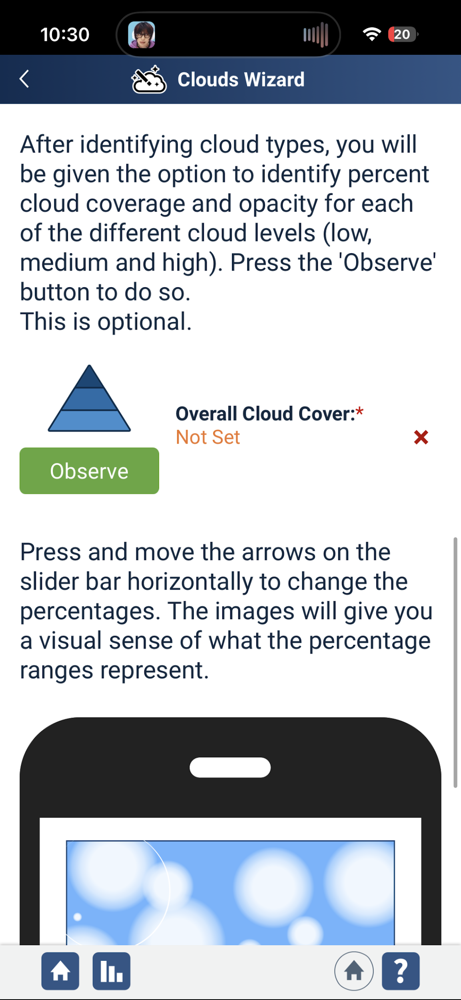 10:30
20
Clouds Wizard
After identifying cloud types, you will
be given the option to identify percent
cloud coverage and opacity for each
of the different cloud levels (low,
medium and high). Press the 'Observe'
button to do so.
This is optional.
Overall Cloud Cover:*
Not Set
Observe
Press and move the arrows on the
slider bar horizontally to change the
percentages. The images will give you
a visual sense of what the percentage
ranges represent.
?